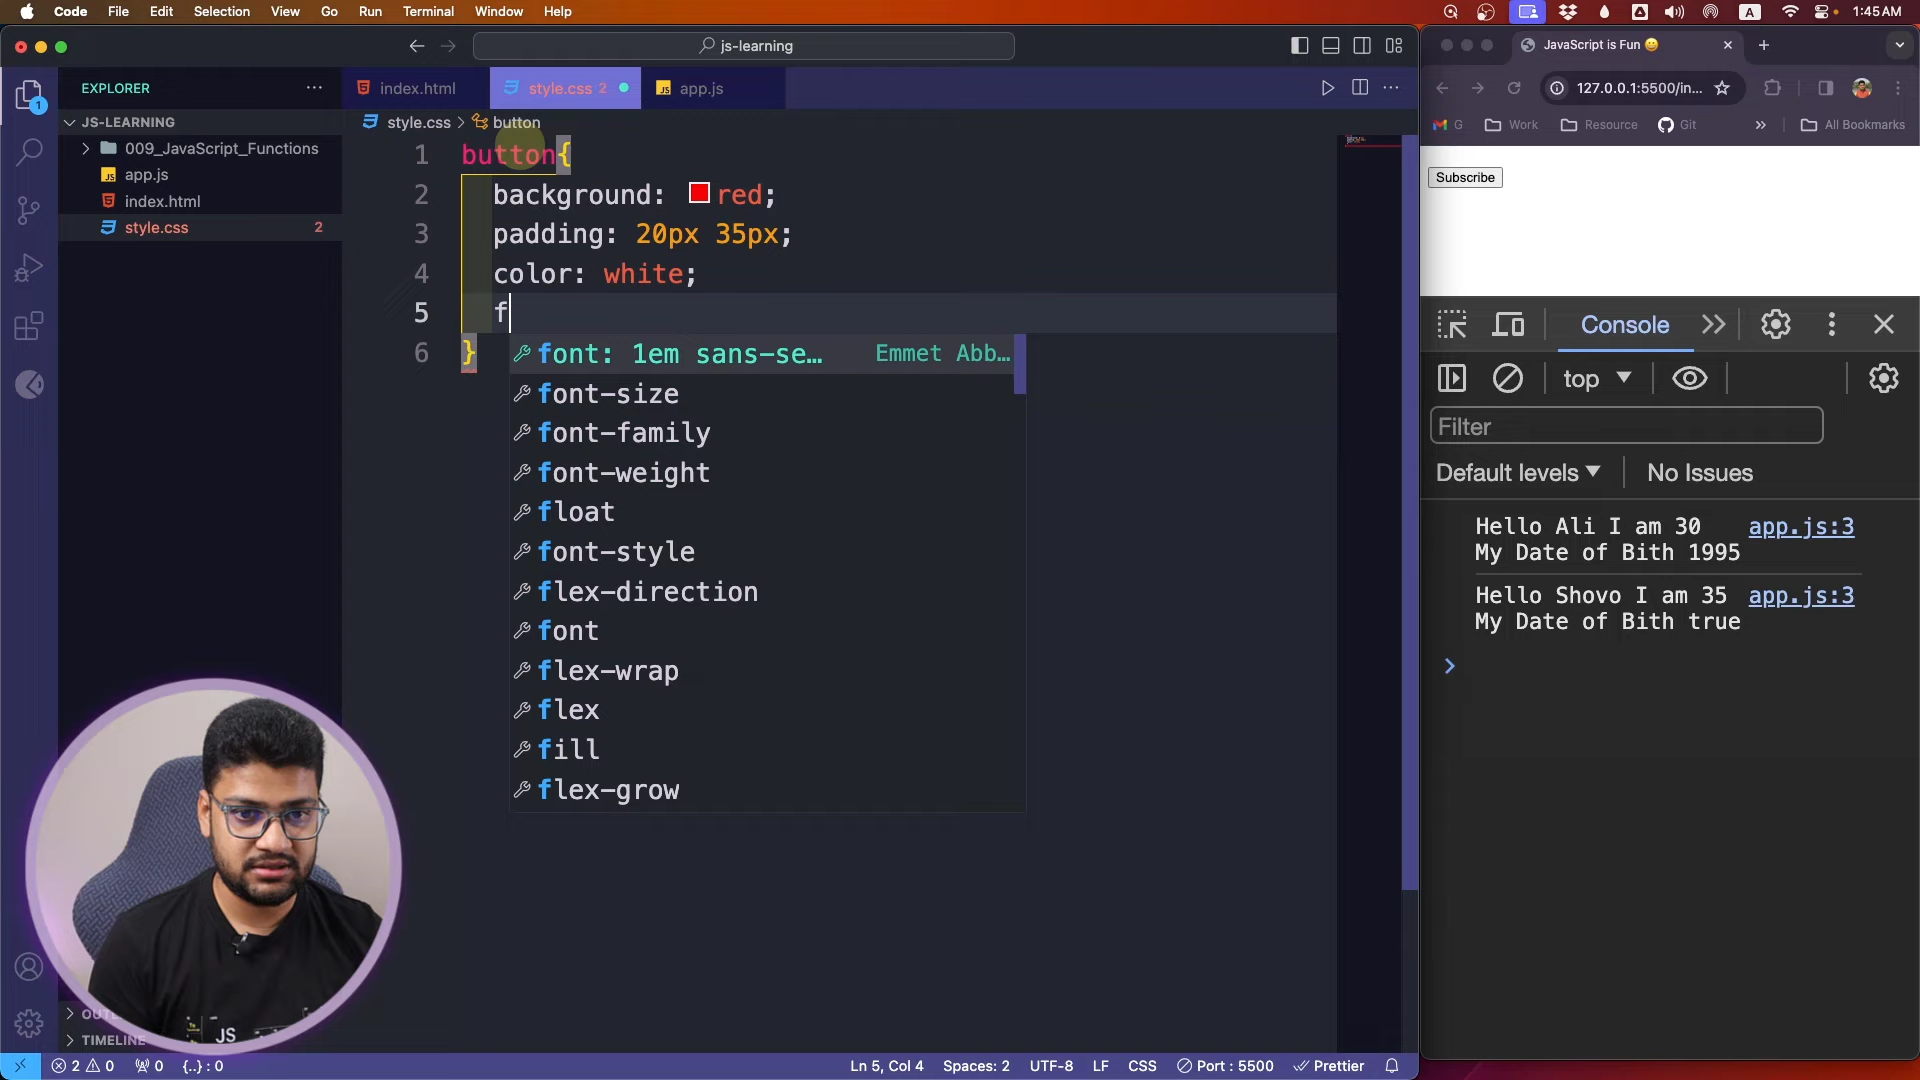 Code File Edit Selection View Go Run Terminal Window Help
A 1:45 AM
js-learning
JavaScript is Fun 😀
EXPLORER
index.html
style.css 2
app.js
127.0.0.1:5500/in...
JS-LEARNING
style.css > button
G Work Resource Git » All Bookmarks
009_JavaScript_Functions
app.js
index.html
style.css 2
1
1 button{
2 background: red;
3 padding: 20px 35px;
4 color: white;
5 f
6 }
font: 1em sans-se… Emmet Abb…
font-size
font-family
font-weight
float
font-style
flex-direction
font
flex-wrap
flex
fill
flex-grow
Subscribe
Console
top
Filter
Default levels No Issues
Hello Ali I am 30 app.js:3
My Date of Bith 1995
Hello Shovo I am 35 app.js:3
My Date of Bith true
JS
TIMELINE
2 0 0 {..} : 0
Ln 5, Col 4 Spaces: 2 UTF-8 LF CSS Port : 5500 Prettier